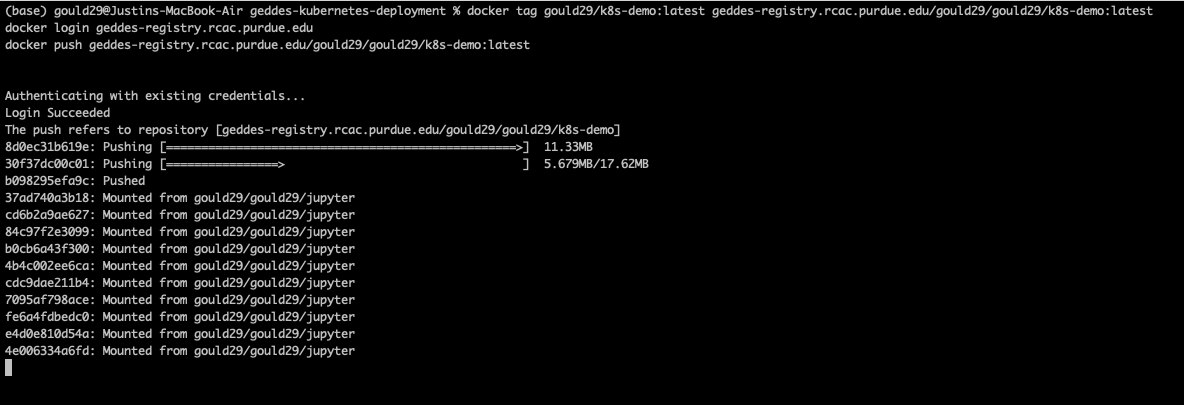 (base) gould29@Justins-MacBook-Air geddes-kubernetes-deployment % docker tag gould29/k8s-demo:latest geddes-registry.rcac.purdue.edu/gould29/gould29/k8s-demo:latest
docker login geddes-registry.rcac.purdue.edu
docker push geddes-registry.rcac.purdue.edu/gould29/gould29/k8s-demo:latest
Authenticating with existing credentials...
Login Succeeded
The push refers to repository [geddes-registry.rcac.purdue.edu/gould29/gould29/k8s-demo]
8d0ec31b619e: Pushing [==================================================>]  11.33MB
30f37dc00c01: Pushing [================>                                  ]  5.679MB/17.62MB
b098295efa9c: Pushed
37ad740a3b18: Mounted from gould29/gould29/jupyter
cd6b2a9ae627: Mounted from gould29/gould29/jupyter
84c97f2e3099: Mounted from gould29/gould29/jupyter
b0cb6a43f300: Mounted from gould29/gould29/jupyter
4b4c002ee6ca: Mounted from gould29/gould29/jupyter
cdc9dae211b4: Mounted from gould29/gould29/jupyter
7095af798ace: Mounted from gould29/gould29/jupyter
fe6a4fdbedc0: Mounted from gould29/gould29/jupyter
e4d0e810d54a: Mounted from gould29/gould29/jupyter
4e006334a6fd: Mounted from gould29/gould29/jupyter